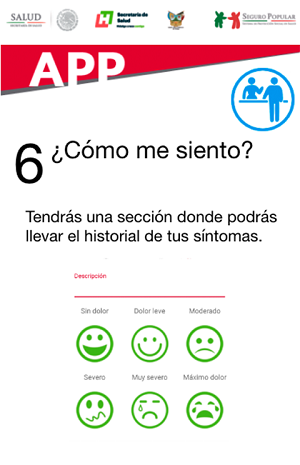 SALUD
SECRETARÍA DE SALUD
Secretaría de
Salud
SEGURO POPULAR
APP
6 ¿Cómo me siento?
Tendrás una sección donde podrás
llevar el historial de tus síntomas.
Descripción
Sin dolor Dolor leve Moderado
Severo Muy severo Máximo dolor